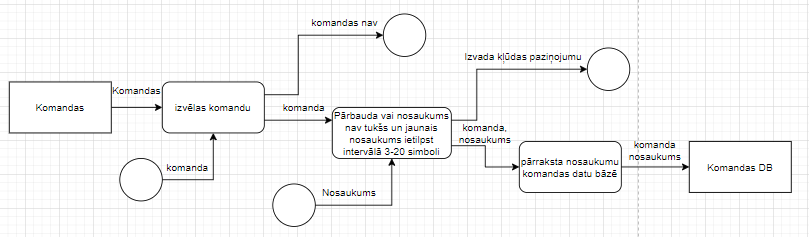 komandas nav
Izvada kļūdas paziņojumu
Komandas
Komandas
izvēlas komandu
komanda
Pārbauda vai nosaukums
nav tukšs un jaunais
nosaukums ietilpst
intervālā 3-20 simboli
komanda,
nosaukums
komanda
Nosaukums
pārraksta nosaukumu
komandas datu bāzē
komanda
nosaukums
Komandas DB